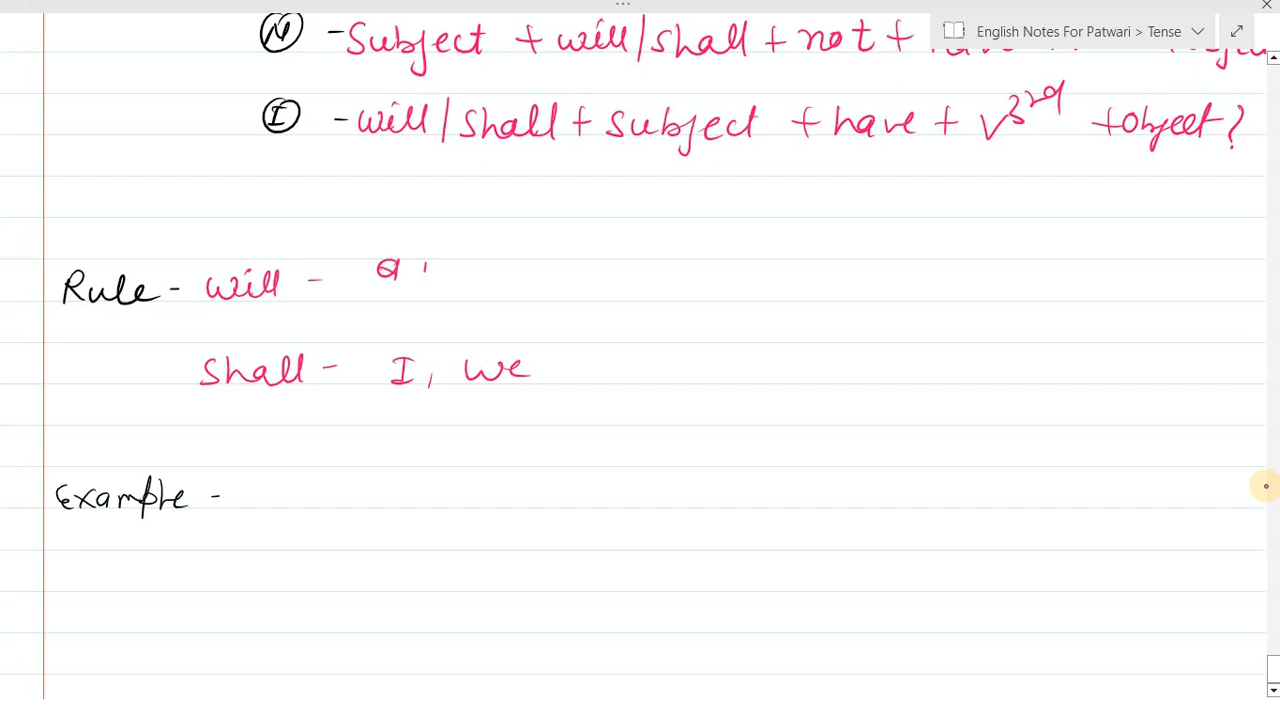 English Notes For Patwari > Tense
(N) - Subject + will/shall + not +
(I) - will/shall + subject + have + V3rd + object?
Rule - will -
shall - I, we
Example -